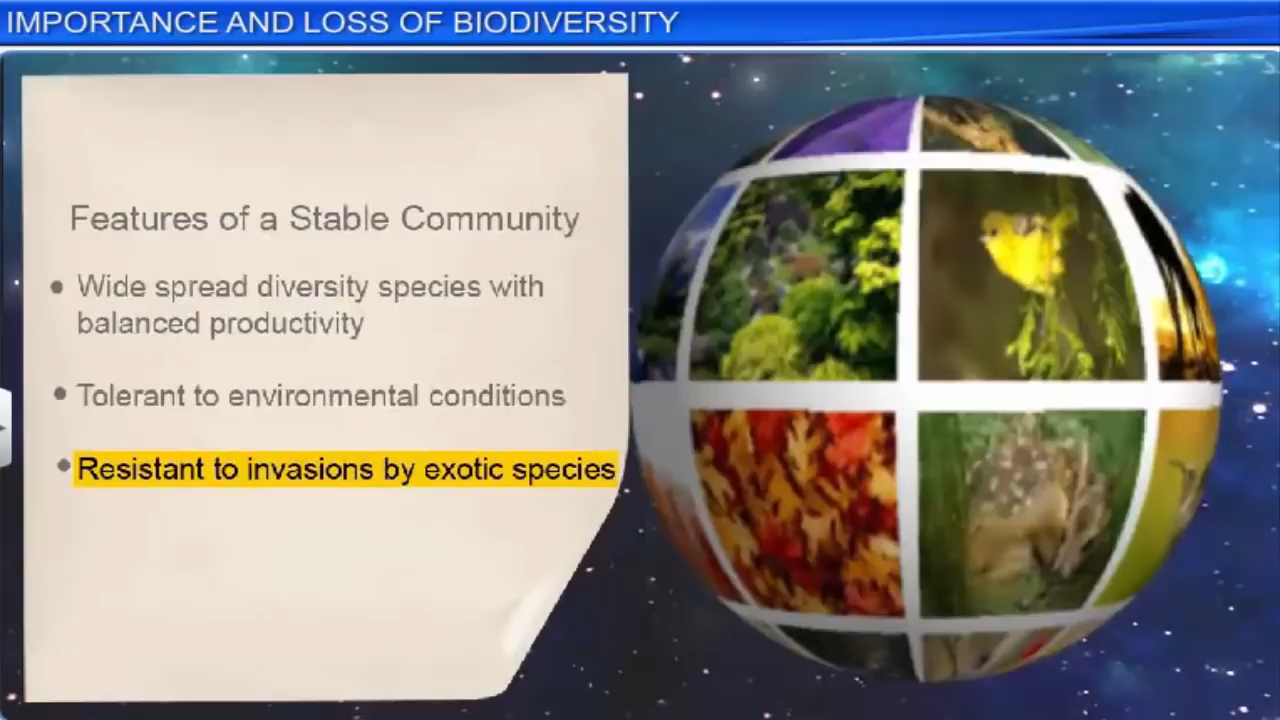 IMPORTANCE AND LOSS OF BIODIVERSITY
Features of a Stable Community
• Wide spread diversity species with
balanced productivity
• Tolerant to environmental conditions
• Resistant to invasions by exotic species